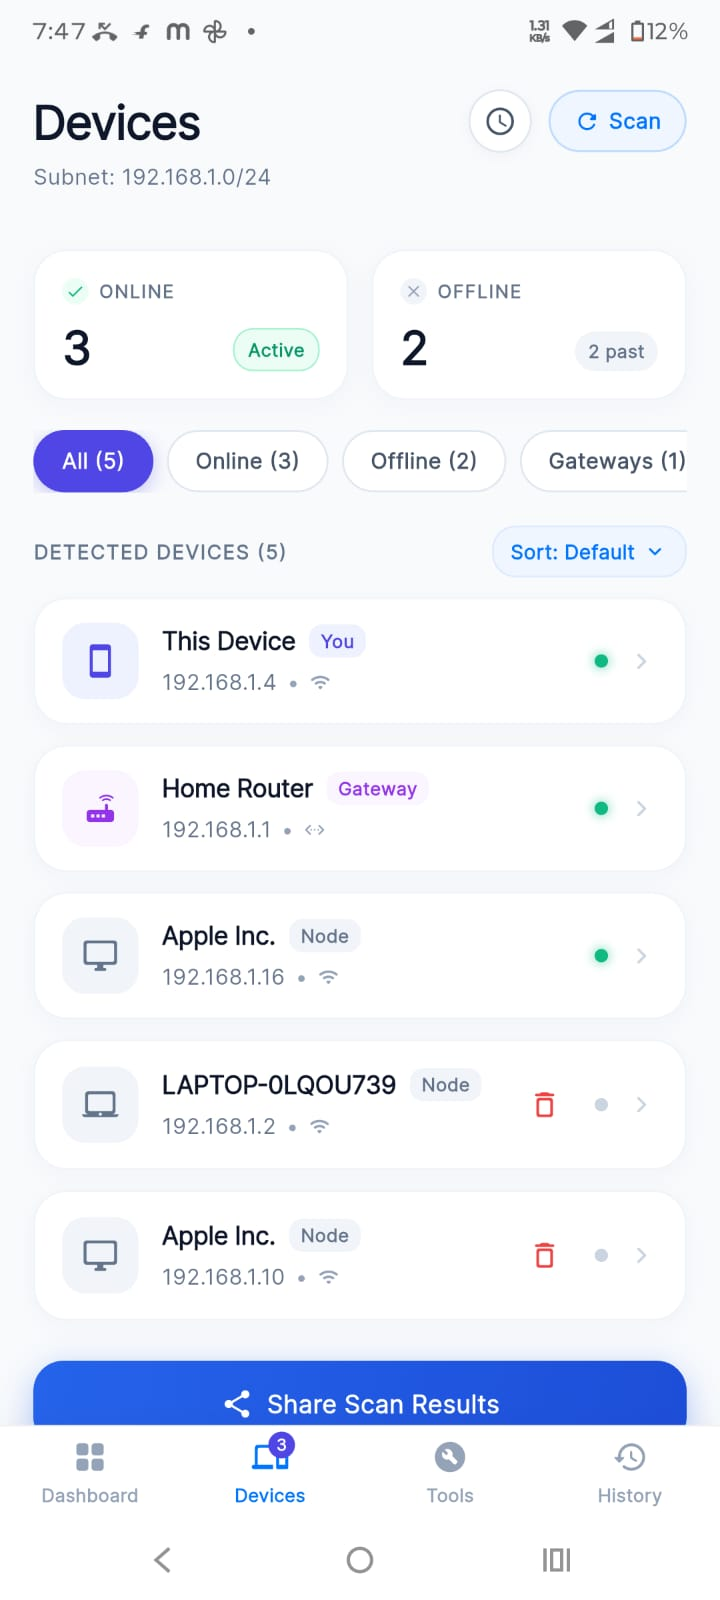 7:47
1.31
KB/s
12%
Devices
Scan
Subnet: 192.168.1.0/24
ONLINE
3
Active
OFFLINE
2
2 past
All (5)
Online (3)
Offline (2)
Gateways (1)
DETECTED DEVICES (5)
Sort: Default
This Device
You
192.168.1.4 •
Home Router
Gateway
192.168.1.1 •
Apple Inc.
Node
192.168.1.16 •
LAPTOP-0LQOU739
Node
192.168.1.2 •
Apple Inc.
Node
192.168.1.10 •
Share Scan Results
3
Dashboard
Devices
Tools
History